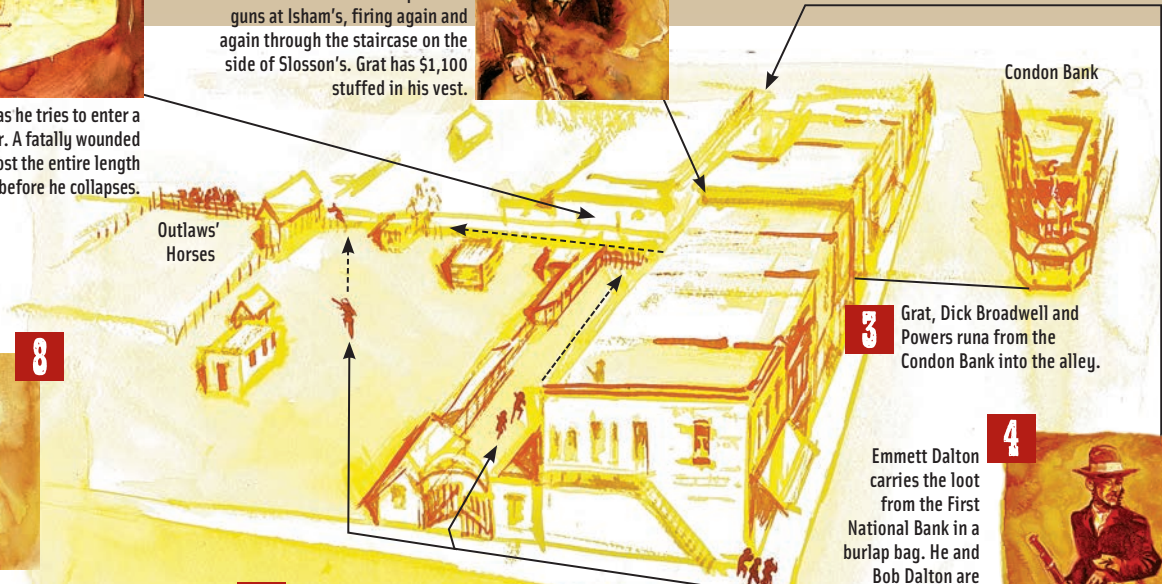 guns at Isham's, firing again and
again through the staircase on the
side of Slosson's. Grat has $1,100
stuffed in his vest.
as he tries to enter a
r. A fatally wounded
ost the entire length
before he collapses.
Condon Bank
Outlaws'
Horses
8
3
Grat, Dick Broadwell and
Powers runa from the
Condon Bank into the alley.
4
Emmett Dalton
carries the loot
from the First
National Bank in a
burlap bag. He and
Bob Dalton are